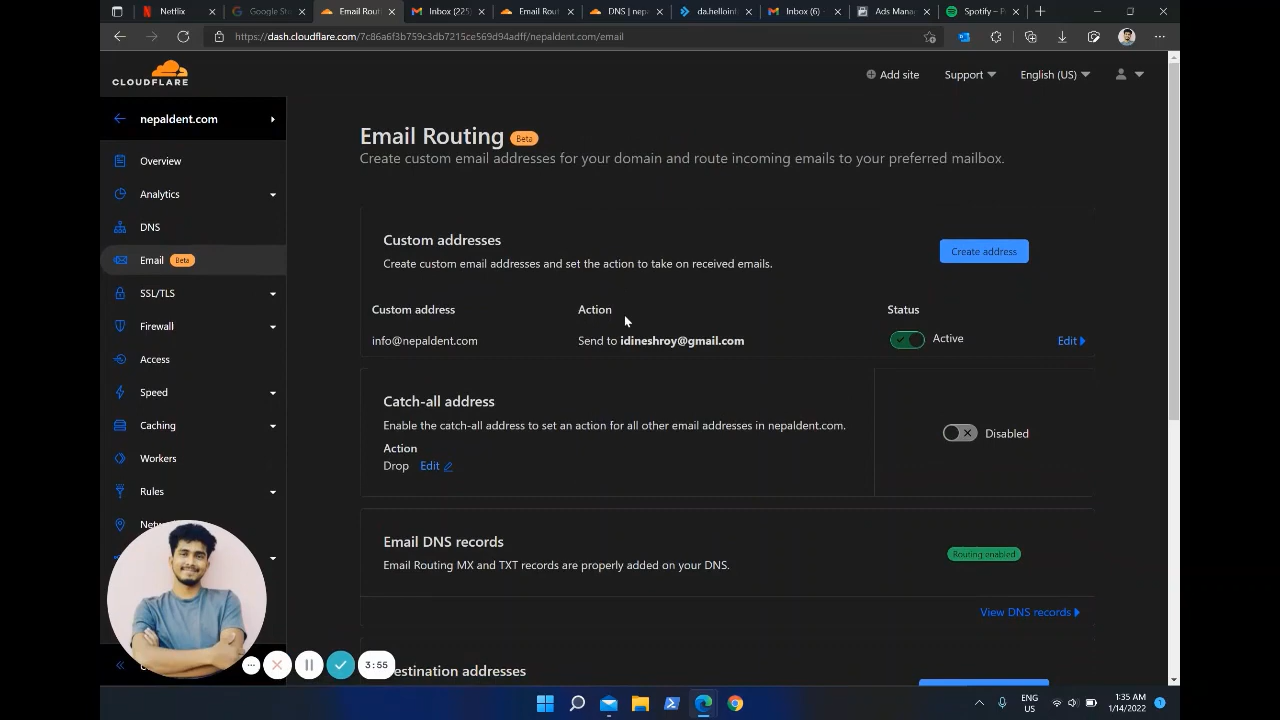 Netflix
Google Sh
Email Rout
Inbox (225)
Email Rout
DNS | nep
da.helloinf
Inbox (6)
Ads Mana
Spotify – P
https://dash.cloudflare.com/7c86a6f3b759c3db7215ce569d94adff/nepaldent.com/email
CLOUDFLARE
Add site
Support
English (US)
nepaldent.com
Overview
Analytics
DNS
Email Beta
SSL/TLS
Firewall
Access
Speed
Caching
Workers
Rules
Email Routing Beta
Create custom email addresses for your domain and route incoming emails to your preferred mailbox.
Custom addresses
Create custom email addresses and set the action to take on received emails.
Create address
Custom address Action Status
info@nepaldent.com Send to idineshroy@gmail.com Active Edit
Catch-all address
Enable the catch-all address to set an action for all other email addresses in nepaldent.com.
Action
Drop Edit
Disabled
Email DNS records
Email Routing MX and TXT records are properly added on your DNS.
Routing enabled
View DNS records
estination addresses
3:55
ENG
US
1:35 AM
1/14/2022
1